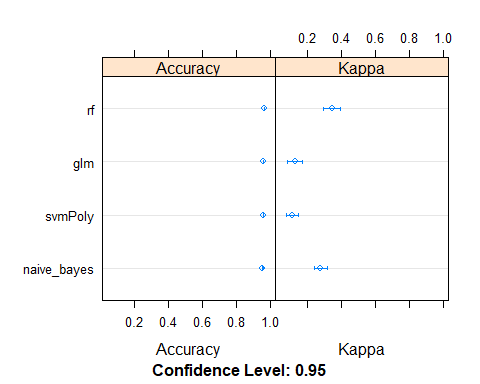 0.2 0.4 0.6 0.8 1.0
Accuracy Kappa
rf
glm
svmPoly
naive_bayes
0.2 0.4 0.6 0.8 1.0
Accuracy Kappa
Confidence Level: 0.95